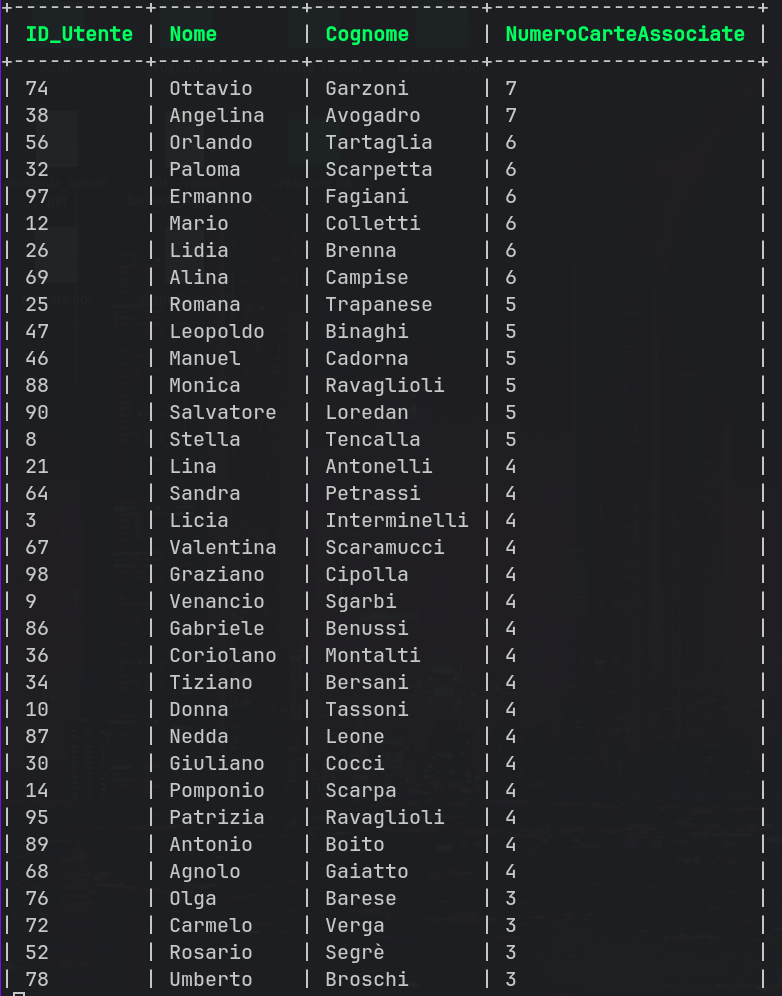 +-----------+------------+--------------+----------------------+
| ID_Utente | Nome       | Cognome      | NumeroCarteAssociate |
+-----------+------------+--------------+----------------------+
| 74        | Ottavio    | Garzoni      | 7                    |
| 38        | Angelina   | Avogadro     | 7                    |
| 56        | Orlando    | Tartaglia    | 6                    |
| 32        | Paloma     | Scarpetta    | 6                    |
| 97        | Ermanno    | Fagiani      | 6                    |
| 12        | Mario      | Colletti     | 6                    |
| 26        | Lidia      | Brenna       | 6                    |
| 69        | Alina      | Campise      | 6                    |
| 25        | Romana     | Trapanese    | 5                    |
| 47        | Leopoldo   | Binaghi      | 5                    |
| 46        | Manuel     | Cadorna      | 5                    |
| 88        | Monica     | Ravaglioli   | 5                    |
| 90        | Salvatore  | Loredan      | 5                    |
| 8         | Stella     | Tencalla     | 5                    |
| 21        | Lina       | Antonelli    | 4                    |
| 64        | Sandra     | Petrassi     | 4                    |
| 3         | Licia      | Interminelli | 4                    |
| 67        | Valentina  | Scaramucci   | 4                    |
| 98        | Graziano   | Cipolla      | 4                    |
| 9         | Venancio   | Sgarbi       | 4                    |
| 86        | Gabriele   | Benussi      | 4                    |
| 36        | Coriolano  | Montalti     | 4                    |
| 34        | Tiziano    | Bersani      | 4                    |
| 10        | Donna      | Tassoni      | 4                    |
| 87        | Nedda      | Leone        | 4                    |
| 30        | Giuliano   | Cocci        | 4                    |
| 14        | Pomponio   | Scarpa       | 4                    |
| 95        | Patrizia   | Ravaglioli   | 4                    |
| 89        | Antonio    | Boito        | 4                    |
| 68        | Agnolo     | Gaiatto      | 4                    |
| 76        | Olga       | Barese       | 3                    |
| 72        | Carmelo    | Verga        | 3                    |
| 52        | Rosario    | Segrè        | 3                    |
| 78        | Umberto    | Broschi      | 3                    |